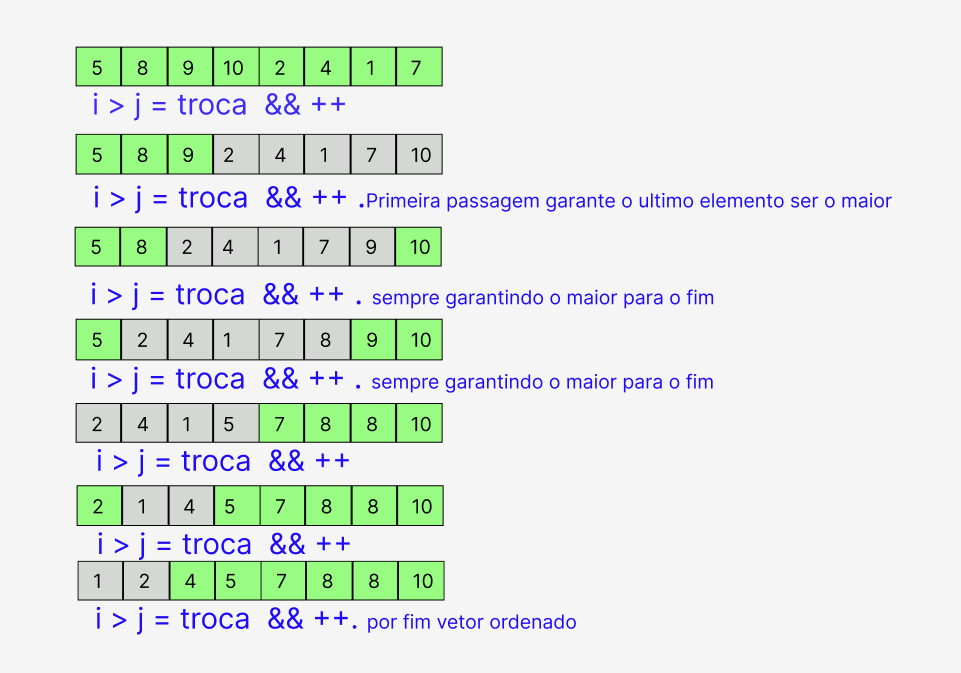 5 8 9 10 2 4 1 7
i > j = troca && ++
5 8 9 2 4 1 7 10
i > j = troca && ++ .Primeira passagem garante o ultimo elemento ser o maior
5 8 2 4 1 7 9 10
i > j = troca && ++ . sempre garantindo o maior para o fim
5 2 4 1 7 8 9 10
i > j = troca && ++ . sempre garantindo o maior para o fim
2 4 1 5 7 8 8 10
i > j = troca && ++
2 1 4 5 7 8 8 10
i > j = troca && ++
1 2 4 5 7 8 8 10
i > j = troca && ++. por fim vetor ordenado